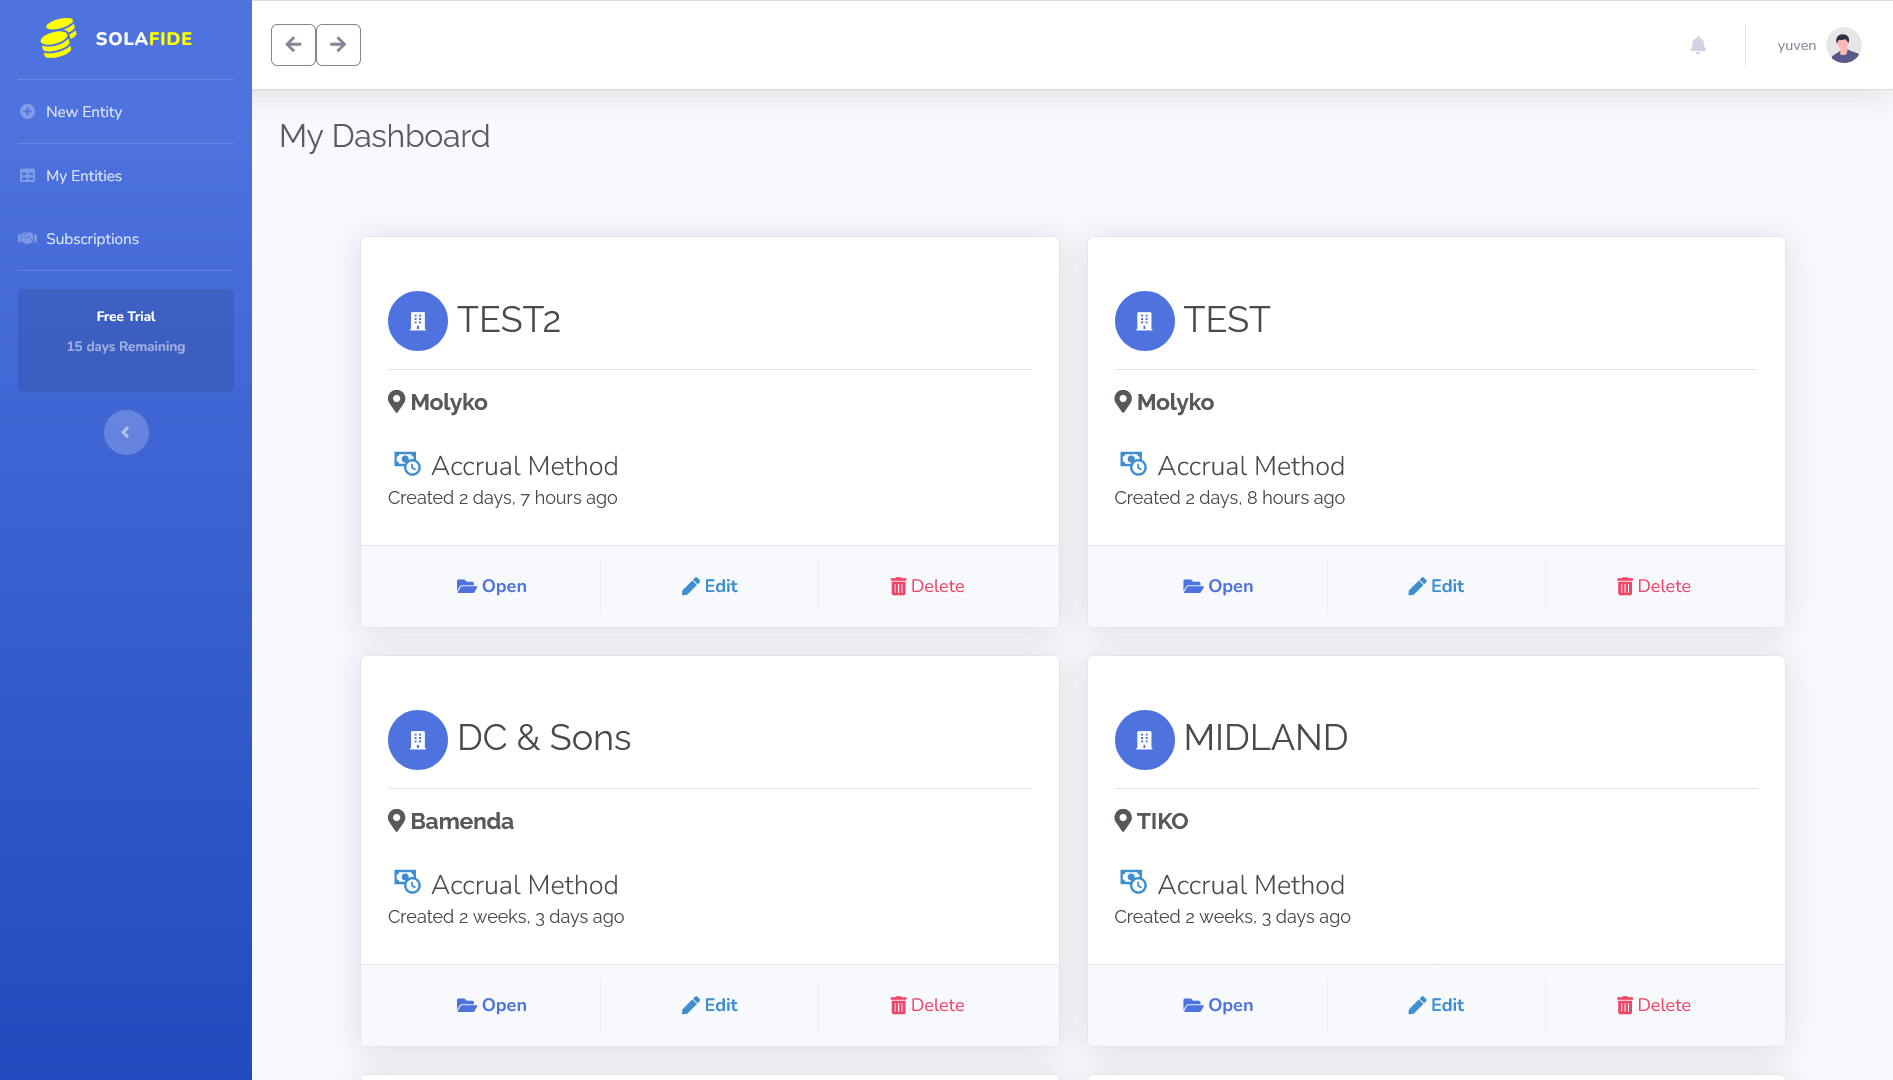 SOLAFIDE
New Entity
My Entities
Subscriptions
Free Trial
15 days Remaining
yuven
My Dashboard
TEST2
Molyko
Accrual Method
Created 2 days, 7 hours ago
Open Edit Delete
TEST
Molyko
Accrual Method
Created 2 days, 8 hours ago
Open Edit Delete
DC & Sons
Bamenda
Accrual Method
Created 2 weeks, 3 days ago
Open Edit Delete
MIDLAND
TIKO
Accrual Method
Created 2 weeks, 3 days ago
Open Edit Delete